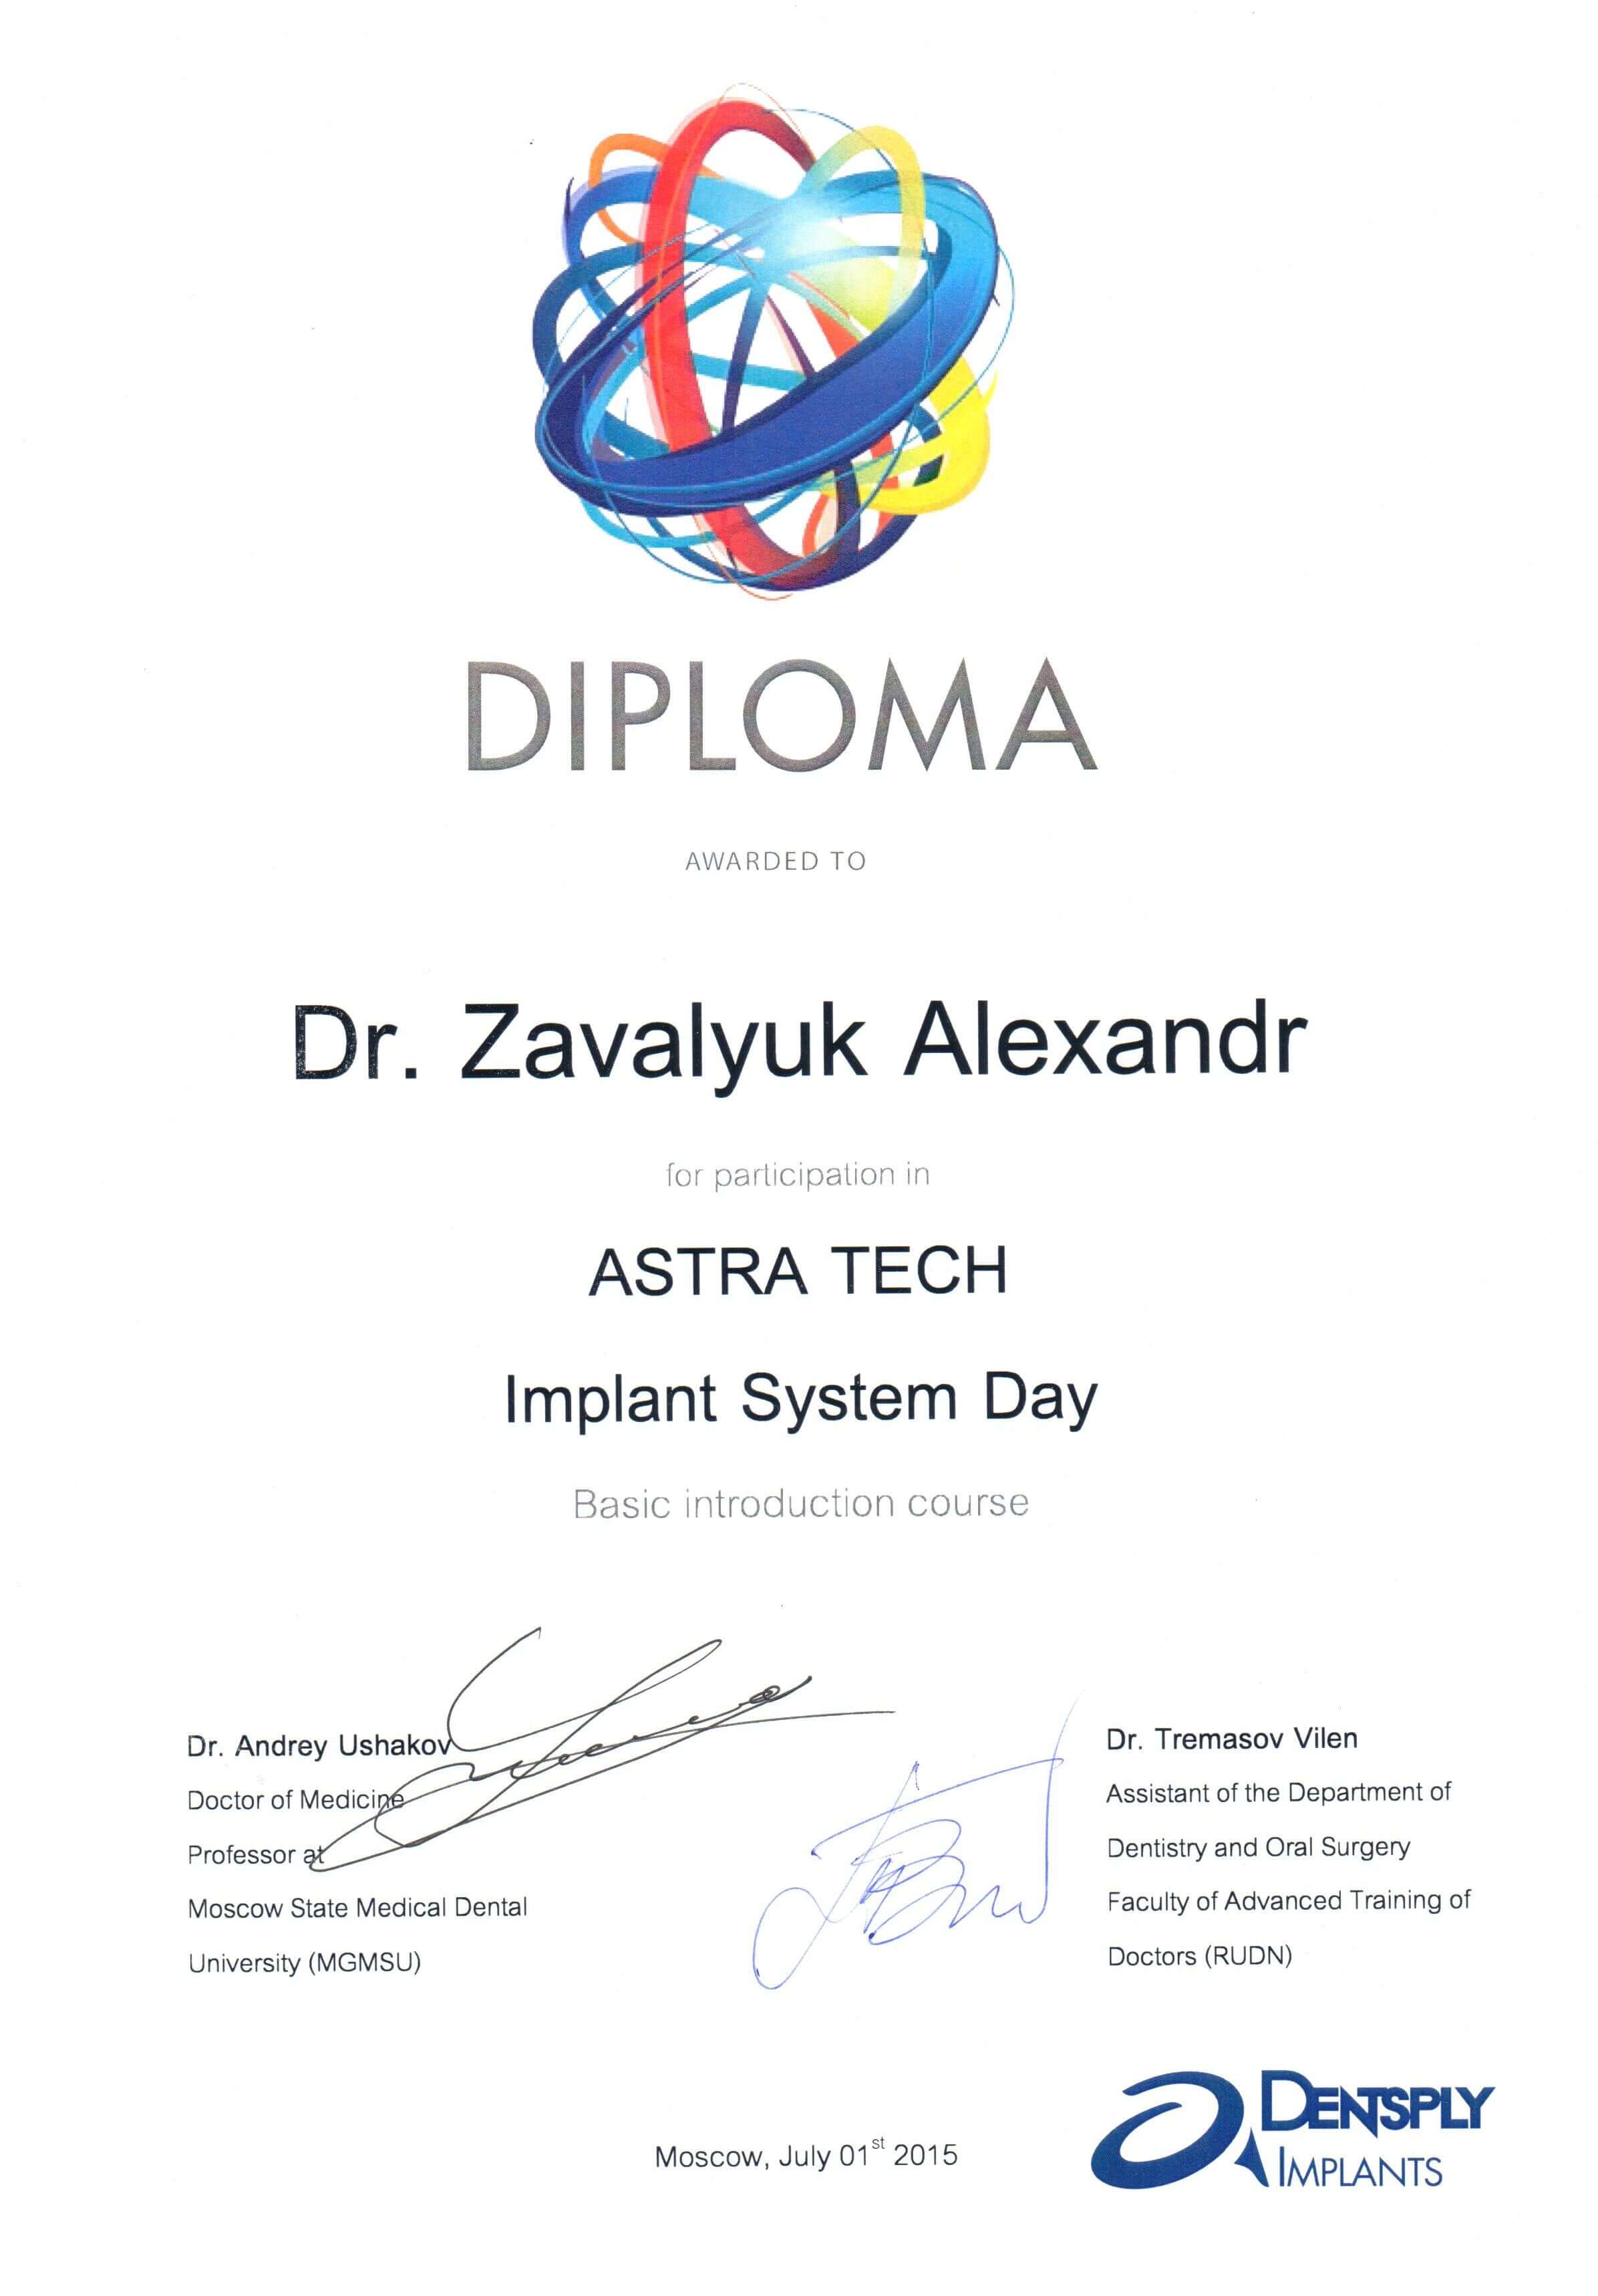 DIPLOMA
AWARDED TO
Dr. Zavalyuk Alexandr
for participation in
ASTRA TECH
Implant System Day
Basic introduction course
Dr. Andrey Ushakov
Doctor of Medicine
Professor at
Moscow State Medical Dental
University (MGMSU)
Dr. Tremasov Vilen
Assistant of the Department of
Dentistry and Oral Surgery
Faculty of Advanced Training of
Doctors (RUDN)
Moscow, July 01st 2015
DENTSPLY
IMPLANTS